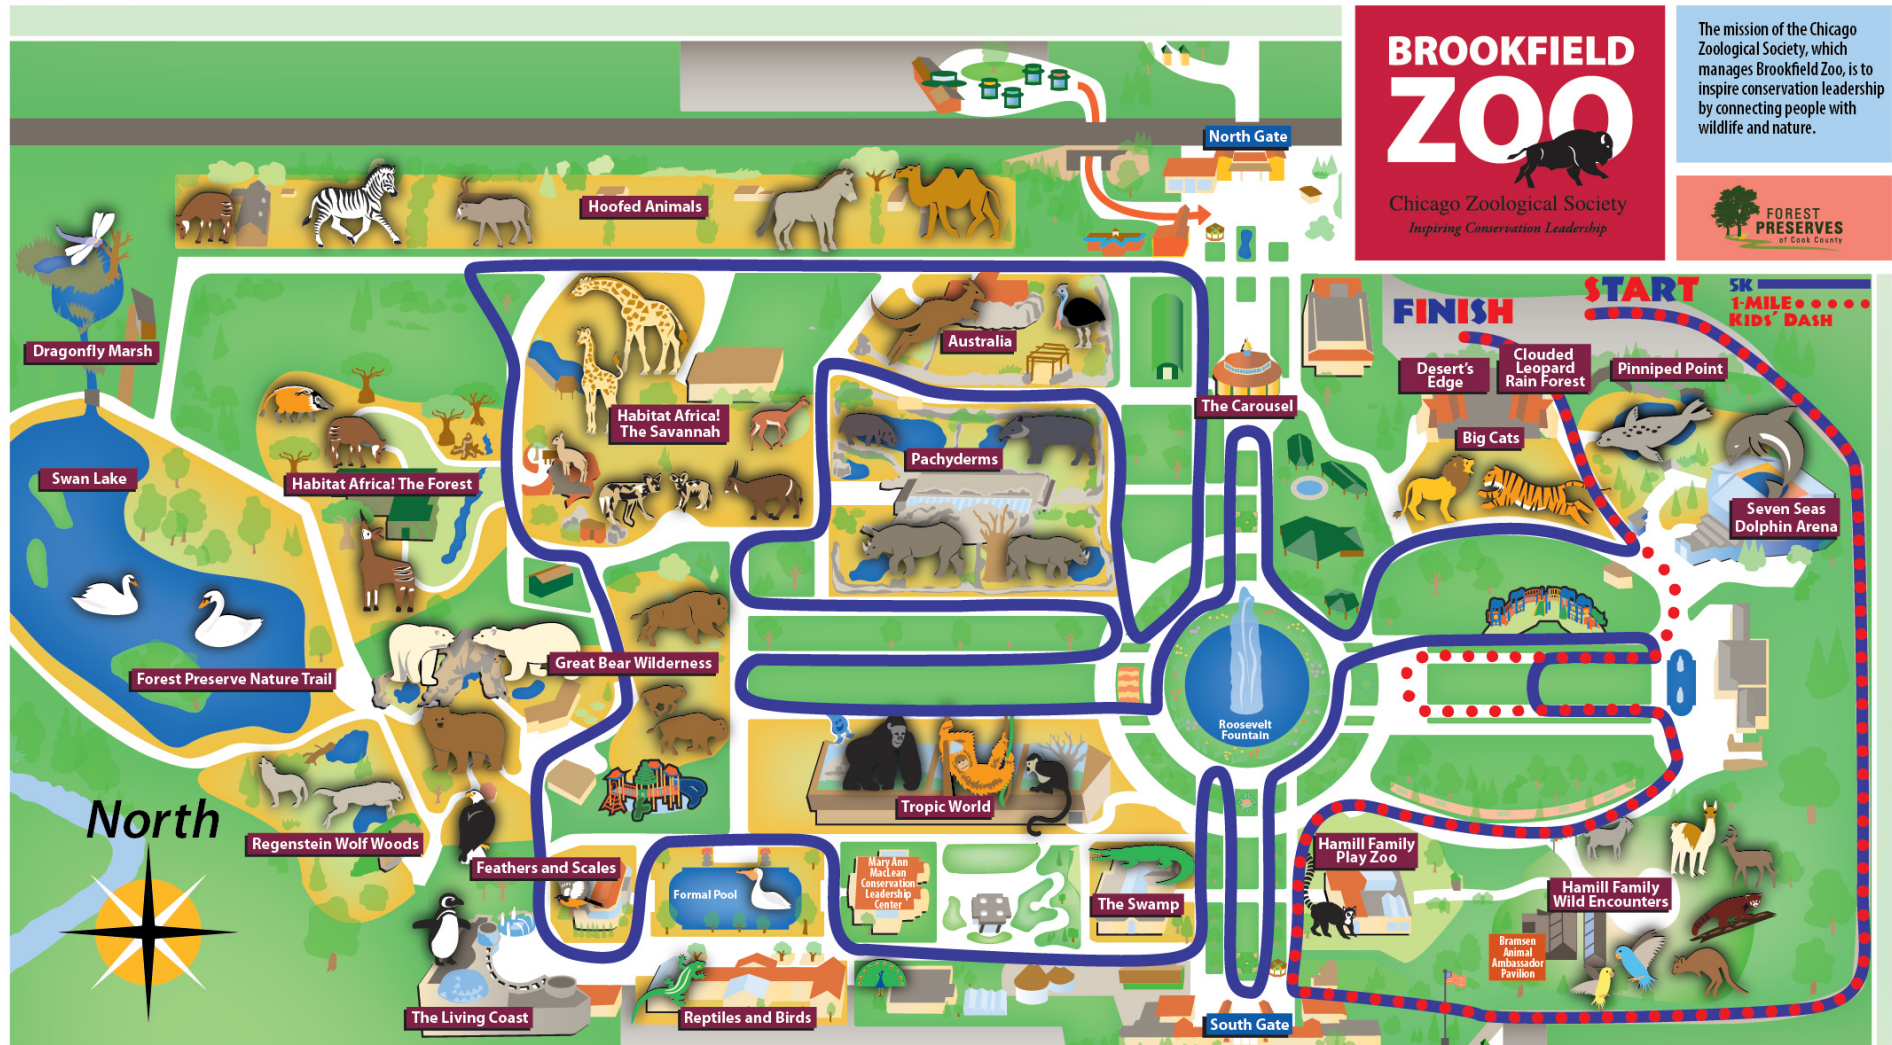 BROOKFIELD
ZOO
Chicago Zoological Society
Inspiring Conservation Leadership
The mission of the Chicago
Zoological Society, which
manages Brookfield Zoo, is to
inspire conservation leadership
by connecting people with
wildlife and nature.
FOREST
PRESERVES
of Cook County
North Gate
Hoofed Animals
START
5K
1-MILE
KIDS' DASH
FINISH
Dragonfly Marsh
Australia
Desert's
Edge
Clouded
Leopard
Rain Forest
Pinniped Point
The Carousel
Habitat Africa!
The Savannah
Big Cats
Pachyderms
Swan Lake
Habitat Africa! The Forest
Seven Seas
Dolphin Arena
Great Bear Wilderness
Forest Preserve Nature Trail
Roosevelt
Fountain
Tropic World
North
Regenstein Wolf Woods
Feathers and Scales
Formal Pool
Mary Ann
MacLean
Conservation
Leadership
Center
The Swamp
Hamill Family
Play Zoo
Hamill Family
Wild Encounters
Bramsen
Animal
Ambassador
Pavilion
The Living Coast
Reptiles and Birds
South Gate